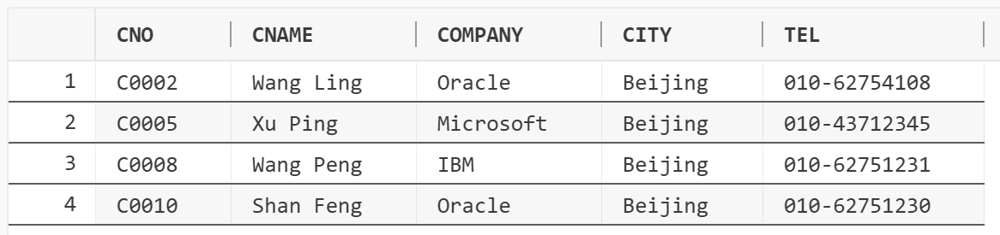 CNO CNAME COMPANY CITY TEL
1 C0002 Wang Ling Oracle Beijing 010-62754108
2 C0005 Xu Ping Microsoft Beijing 010-43712345
3 C0008 Wang Peng IBM Beijing 010-62751231
4 C0010 Shan Feng Oracle Beijing 010-62751230